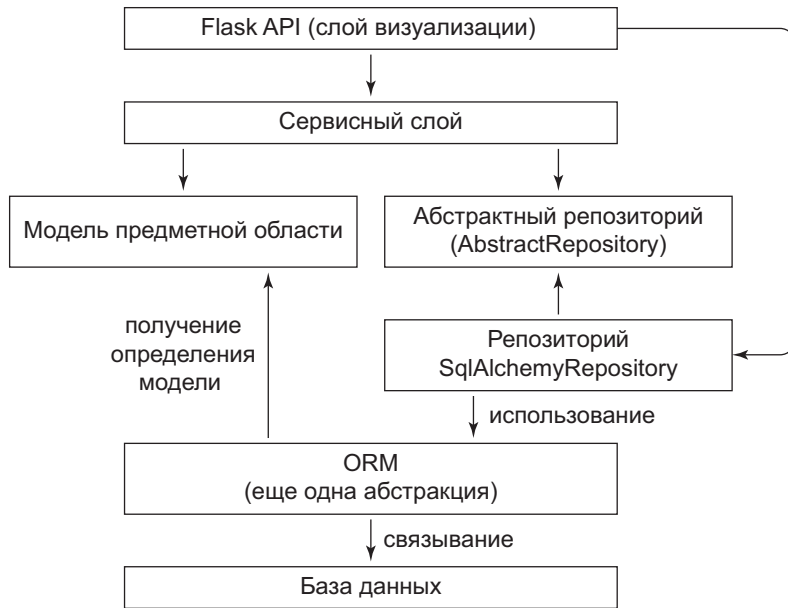 Flask API (слой визуализации)
Сервисный слой
Модель предметной области
Абстрактный репозиторий
(AbstractRepository)
получение
определения
модели
Репозиторий
SqlAlchemyRepository
использование
ORM
(еще одна абстракция)
связывание
База данных